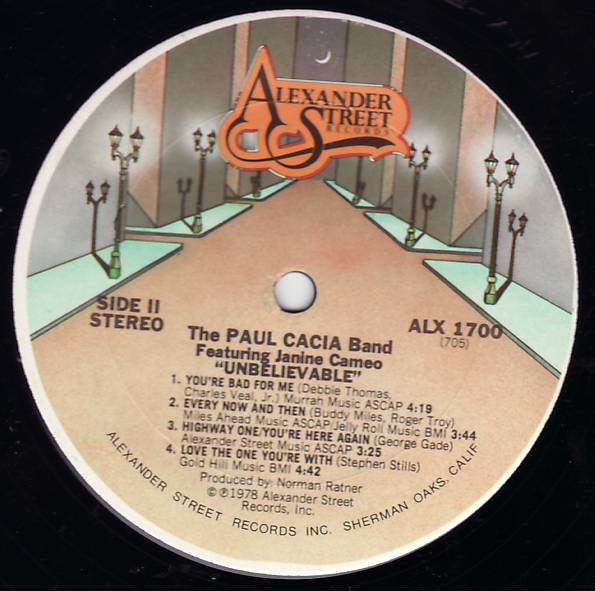 ALEXANDER
STREET
RECORDS
SIDE II
STEREO
ALX 1700
(705)
The PAUL CACIA Band
Featuring Janine Cameo
"UNBELIEVABLE"
1. YOU'RE BAD FOR ME (Debbie Thomas,
Charles Veal, Jr.) Murrah Music ASCAP 4:19
2. EVERY NOW AND THEN (Buddy Miles, Roger Troy)
Miles Ahead Music ASCAP/Jelly Roll Music BMI 3:44
3. HIGHWAY ONE/YOU'RE HERE AGAIN (George Gade)
Alexander Street Music ASCAP 3:25
4. LOVE THE ONE YOU'RE WITH (Stephen Stills)
Gold Hill Music BMI 4:42
Produced by: Norman Ratner
©℗1978 Alexander Street
Records, Inc.
ALEXANDER STREET RECORDS INC. SHERMAN OAKS, CALIF